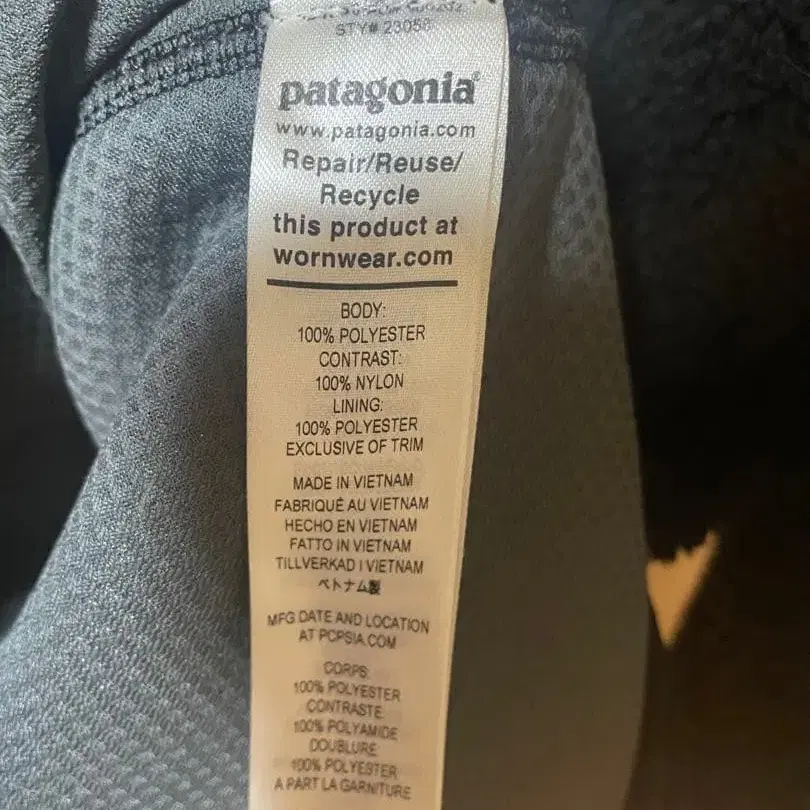 STY# 23056
patagonia®
www.patagonia.com
Repair/Reuse/
Recycle
this product at
wornwear.com
BODY:
100% POLYESTER
CONTRAST:
100% NYLON
LINING:
100% POLYESTER
EXCLUSIVE OF TRIM
MADE IN VIETNAM
FABRIQUÉ AU VIETNAM
HECHO EN VIETNAM
FATTO IN VIETNAM
TILLVERKAD I VIETNAM
ベトナム製
MFG DATE AND LOCATION
AT PCPSIA.COM
CORPS:
100% POLYESTER
CONTRASTE:
100% POLYAMIDE
DOUBLURE:
100% POLYESTER
A PART LA GARNITURE